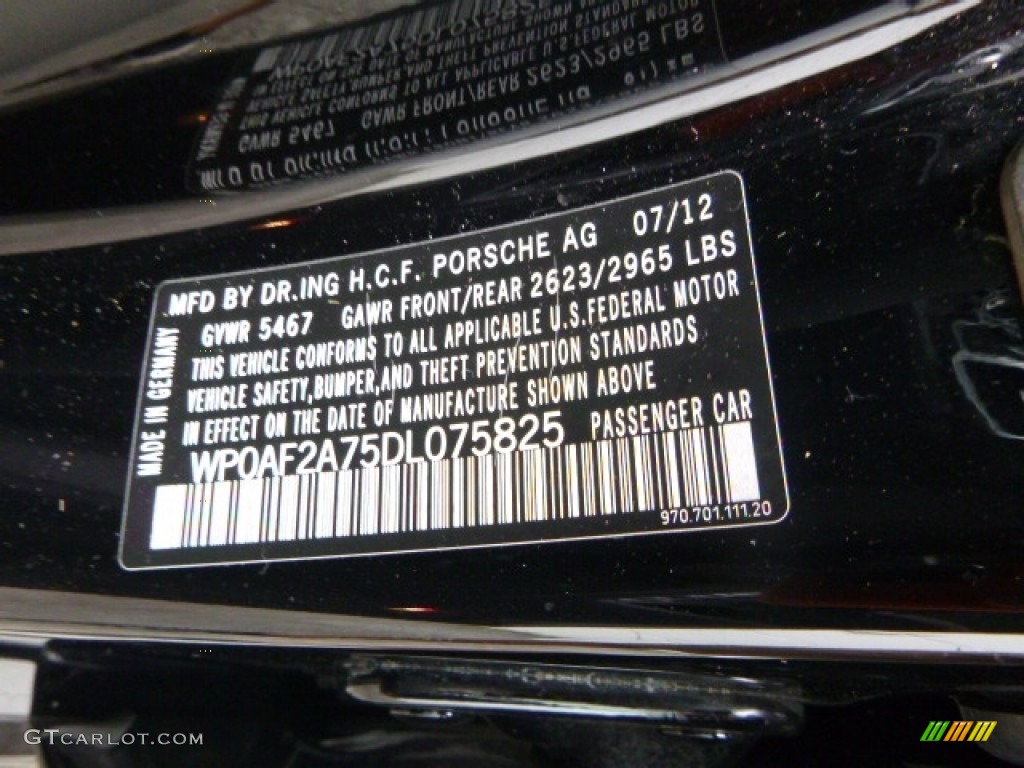 MFD BY DR.ING H.C.F. PORSCHE AG 07/12
GVWR 5467 GAWR FRONT/REAR 2623/2965 LBS
THIS VEHICLE CONFORMS TO ALL APPLICABLE U.S.FEDERAL MOTOR
VEHICLE SAFETY,BUMPER,AND THEFT PREVENTION STANDARDS
IN EFFECT ON THE DATE OF MANUFACTURE SHOWN ABOVE
WP0AF2A75DL075825 PASSENGER CAR
970.701.111.20
MADE IN GERMANY
GTCARLOT.COM